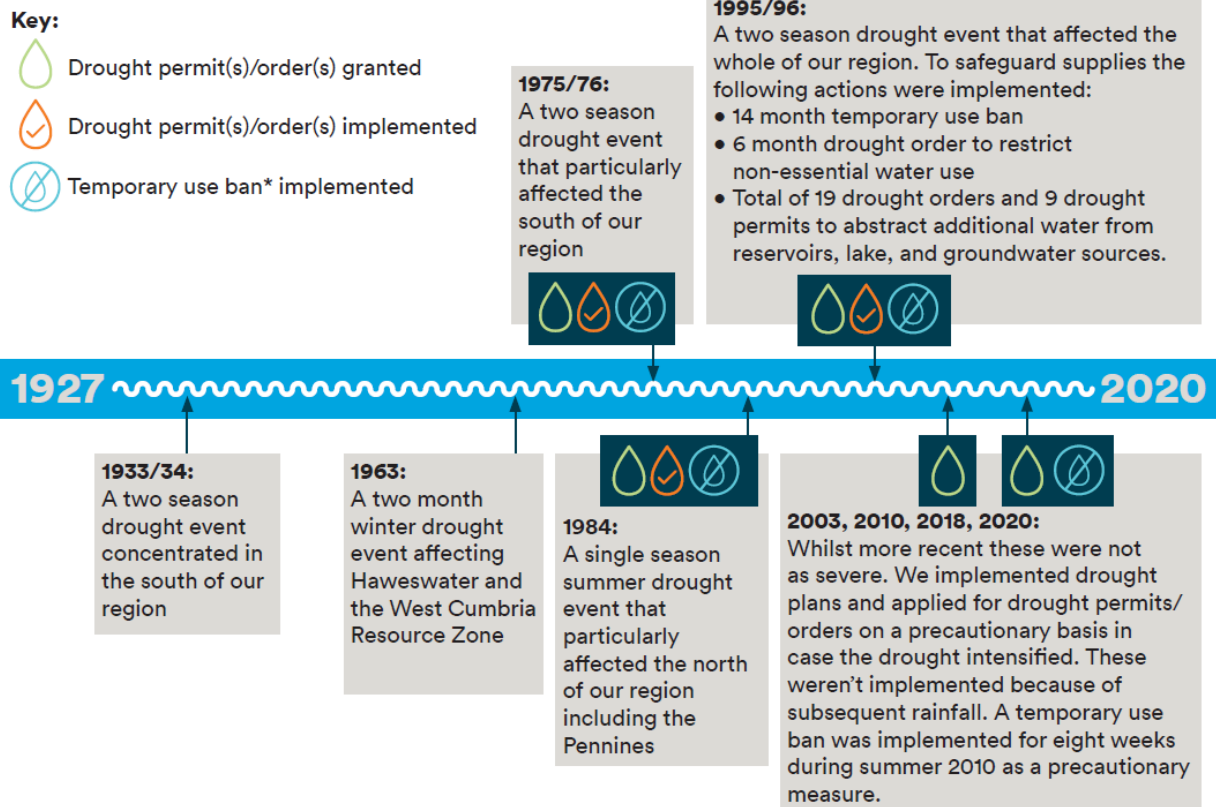 Key:
Drought permit(s)/order(s) granted
Drought permit(s)/order(s) implemented
Temporary use ban* implemented
1975/76:
A two season
drought event
that particularly
affected the
south of our
region
1995/96:
A two season drought event that affected the
whole of our region. To safeguard supplies the
following actions were implemented:
• 14 month temporary use ban
• 6 month drought order to restrict
non-essential water use
• Total of 19 drought orders and 9 drought
permits to abstract additional water from
reservoirs, lake, and groundwater sources.
1927
2020
1933/34:
A two season
drought event
concentrated in
the south of our
region
1963:
A two month
winter drought
event affecting
Haweswater and
the West Cumbria
Resource Zone
1984:
A single season
summer drought
event that
particularly
affected the north
of our region
including the
Pennines
2003, 2010, 2018, 2020:
Whilst more recent these were not
as severe. We implemented drought
plans and applied for drought permits/
orders on a precautionary basis in
case the drought intensified. These
weren't implemented because of
subsequent rainfall. A temporary use
ban was implemented for eight weeks
during summer 2010 as a precautionary
measure.